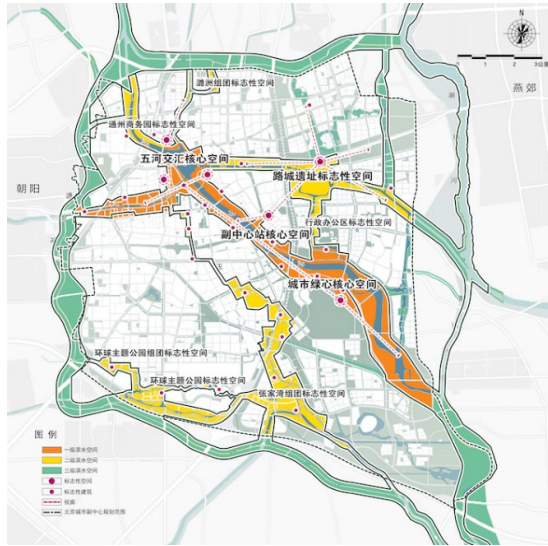 N
3公里
燕郊
潞洲组团标志性空间
通州商务园标志性空间
五河交汇核心空间
路城遗址标志性空间
朝阳
行政办公区标志性空间
副中心站核心空间
城市绿心核心空间
环球主题公园组团标志性空间
环球主题公园标志性空间
张家湾组团标志性空间
图 例
一级滨水空间
二级滨水空间
三级滨水空间
标志性空间
标志性建筑
视廊
北京城市副中心规划范围